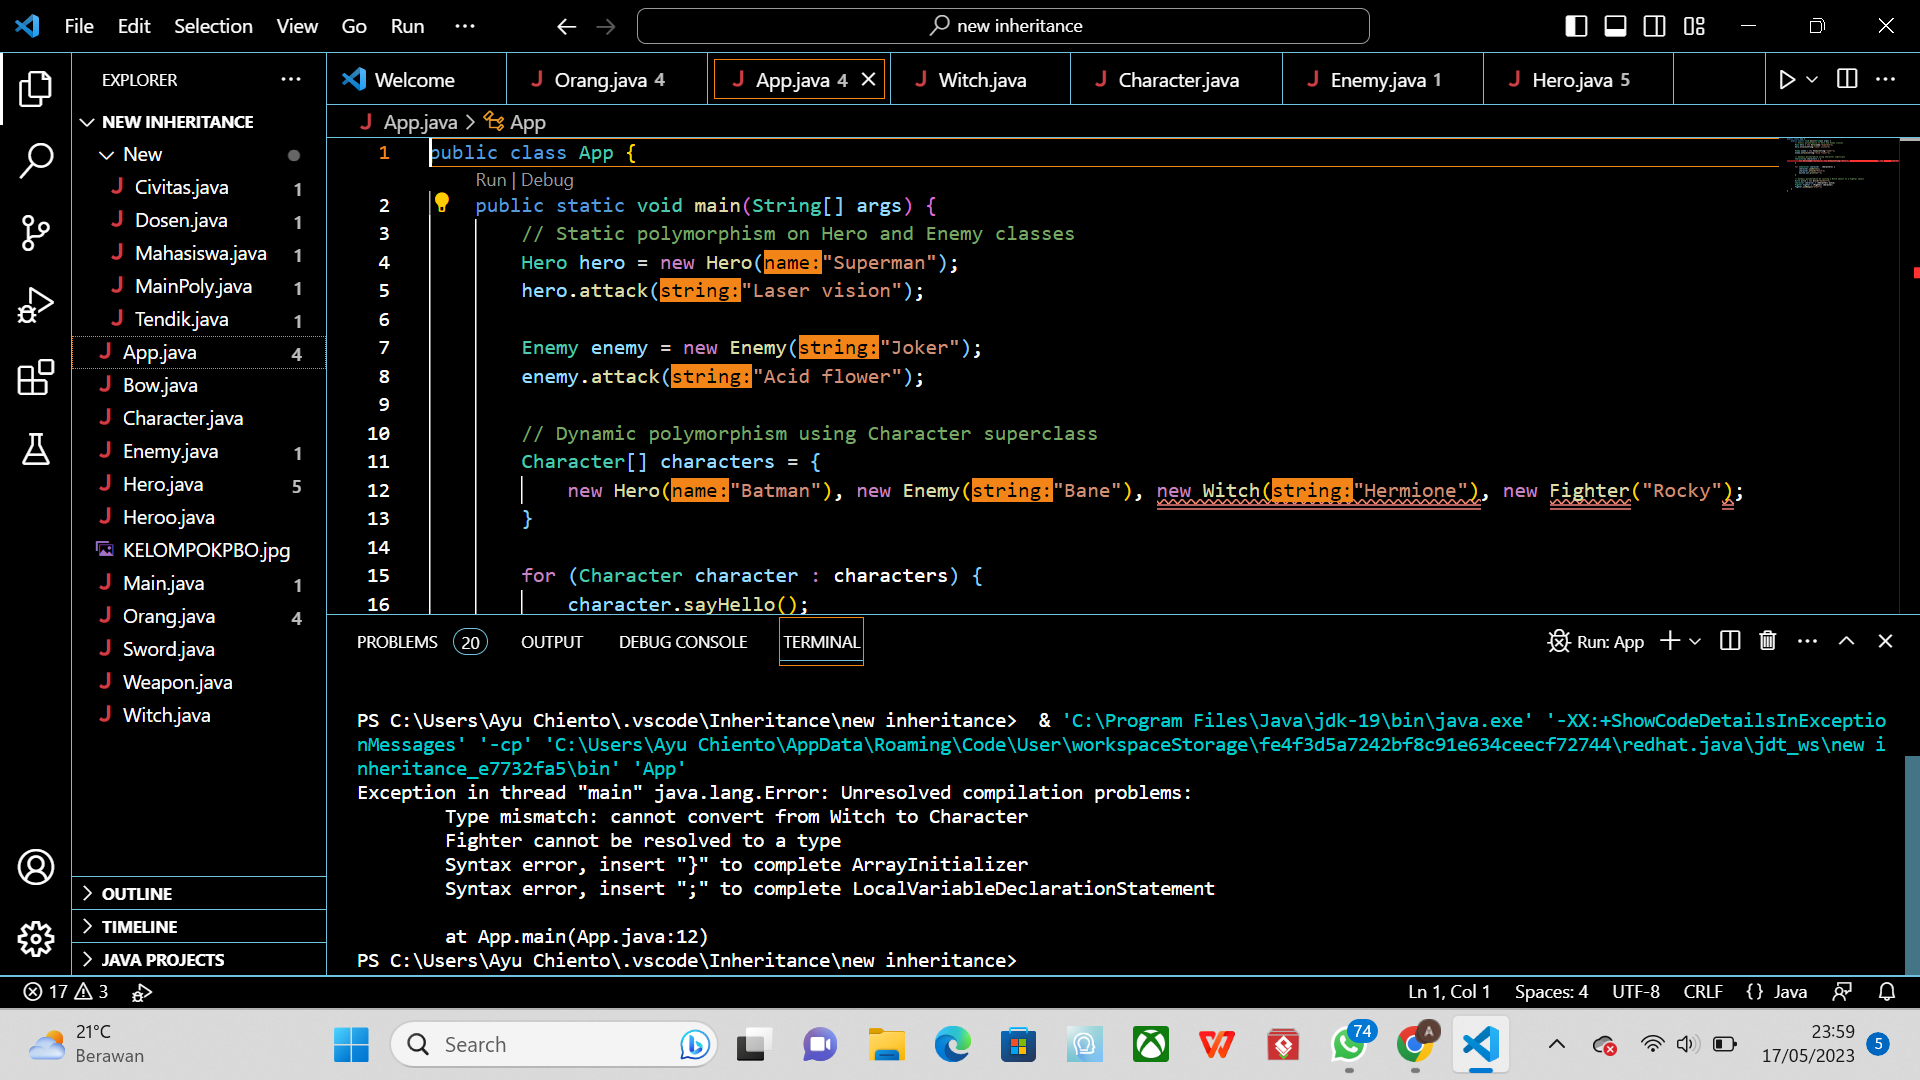 File Edit Selection View Go Run ···
new inheritance
EXPLORER
NEW INHERITANCE
New
Civitas.java 1
Dosen.java 1
Mahasiswa.java 1
MainPoly.java 1
Tendik.java 1
App.java 4
Bow.java
Character.java
Enemy.java 1
Hero.java 5
Heroo.java
KELOMPOKPBO.jpg
Main.java 1
Orang.java 4
Sword.java
Weapon.java
Witch.java
OUTLINE
TIMELINE
JAVA PROJECTS
Welcome Orang.java 4 App.java 4 Witch.java Character.java Enemy.java 1 Hero.java 5
App.java > App
1 public class App {
Run | Debug
2 public static void main(String[] args) {
3 // Static polymorphism on Hero and Enemy classes
4 Hero hero = new Hero(name:"Superman");
5 hero.attack(string:"Laser vision");
6
7 Enemy enemy = new Enemy(string:"Joker");
8 enemy.attack(string:"Acid flower");
9
10 // Dynamic polymorphism using Character superclass
11 Character[] characters = {
12 new Hero(name:"Batman"), new Enemy(string:"Bane"), new Witch(string:"Hermione"), new Fighter("Rocky");
13 }
14
15 for (Character character : characters) {
16 character.sayHello();
PROBLEMS 20 OUTPUT DEBUG CONSOLE TERMINAL
Run: App
PS C:\Users\Ayu Chiento\.vscode\Inheritance\new inheritance>  & 'C:\Program Files\Java\jdk-19\bin\java.exe' '-XX:+ShowCodeDetailsInExceptio
nMessages' '-cp' 'C:\Users\Ayu Chiento\AppData\Roaming\Code\User\workspaceStorage\fe4f3d5a7242bf8c91e634ceecf72744\redhat.java\jdt_ws\new i
nheritance_e7732fa5\bin' 'App'
Exception in thread "main" java.lang.Error: Unresolved compilation problems:
Type mismatch: cannot convert from Witch to Character
Fighter cannot be resolved to a type
Syntax error, insert "}" to complete ArrayInitializer
Syntax error, insert ";" to complete LocalVariableDeclarationStatement
at App.main(App.java:12)
PS C:\Users\Ayu Chiento\.vscode\Inheritance\new inheritance>
17 3
Ln 1, Col 1 Spaces: 4 UTF-8 CRLF {} Java
21°C
Berawan
Search
74
A
23:59
17/05/2023
5